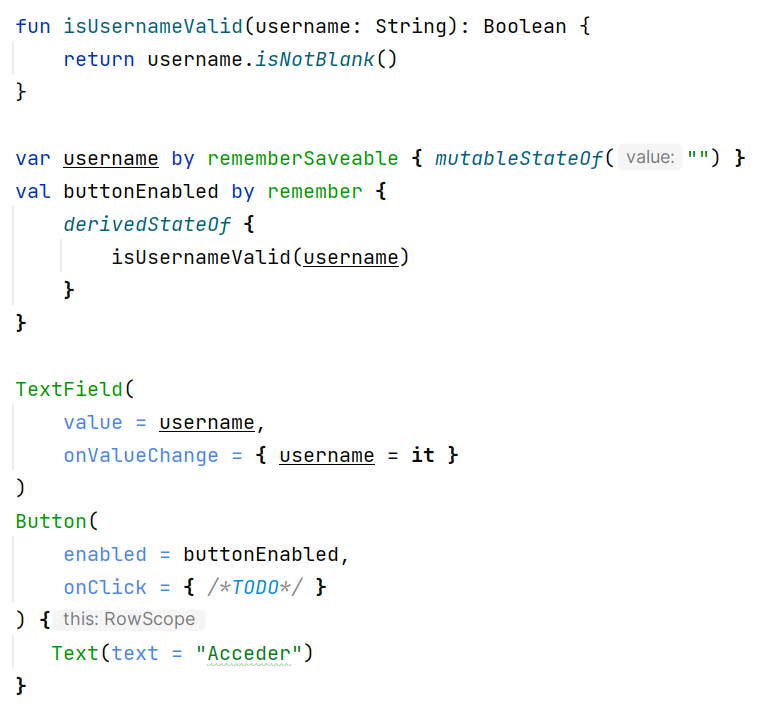 fun isUsernameValid(username: String): Boolean {
    return username.isNotBlank()
}

var username by rememberSaveable { mutableStateOf( value: "") }
val buttonEnabled by remember {
    derivedStateOf {
        isUsernameValid(username)
    }
}

TextField(
    value = username,
    onValueChange = { username = it }
)
Button(
    enabled = buttonEnabled,
    onClick = { /*TODO*/ }
) { this: RowScope
   Text(text = "Acceder")
}